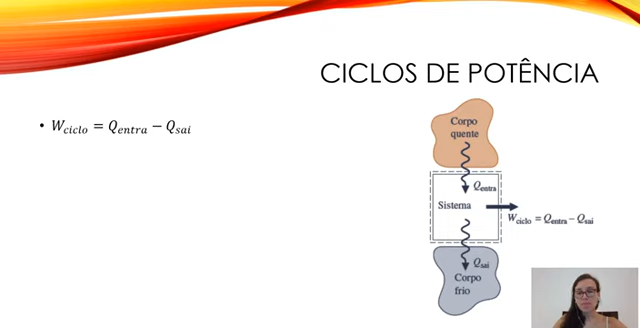 CICLOS DE POTÊNCIA
• W_ciclo = Q_entra − Q_sai
Corpo
quente
Q_entra
Sistema
W_ciclo = Q_entra − Q_sai
Q_sai
Corpo
frio